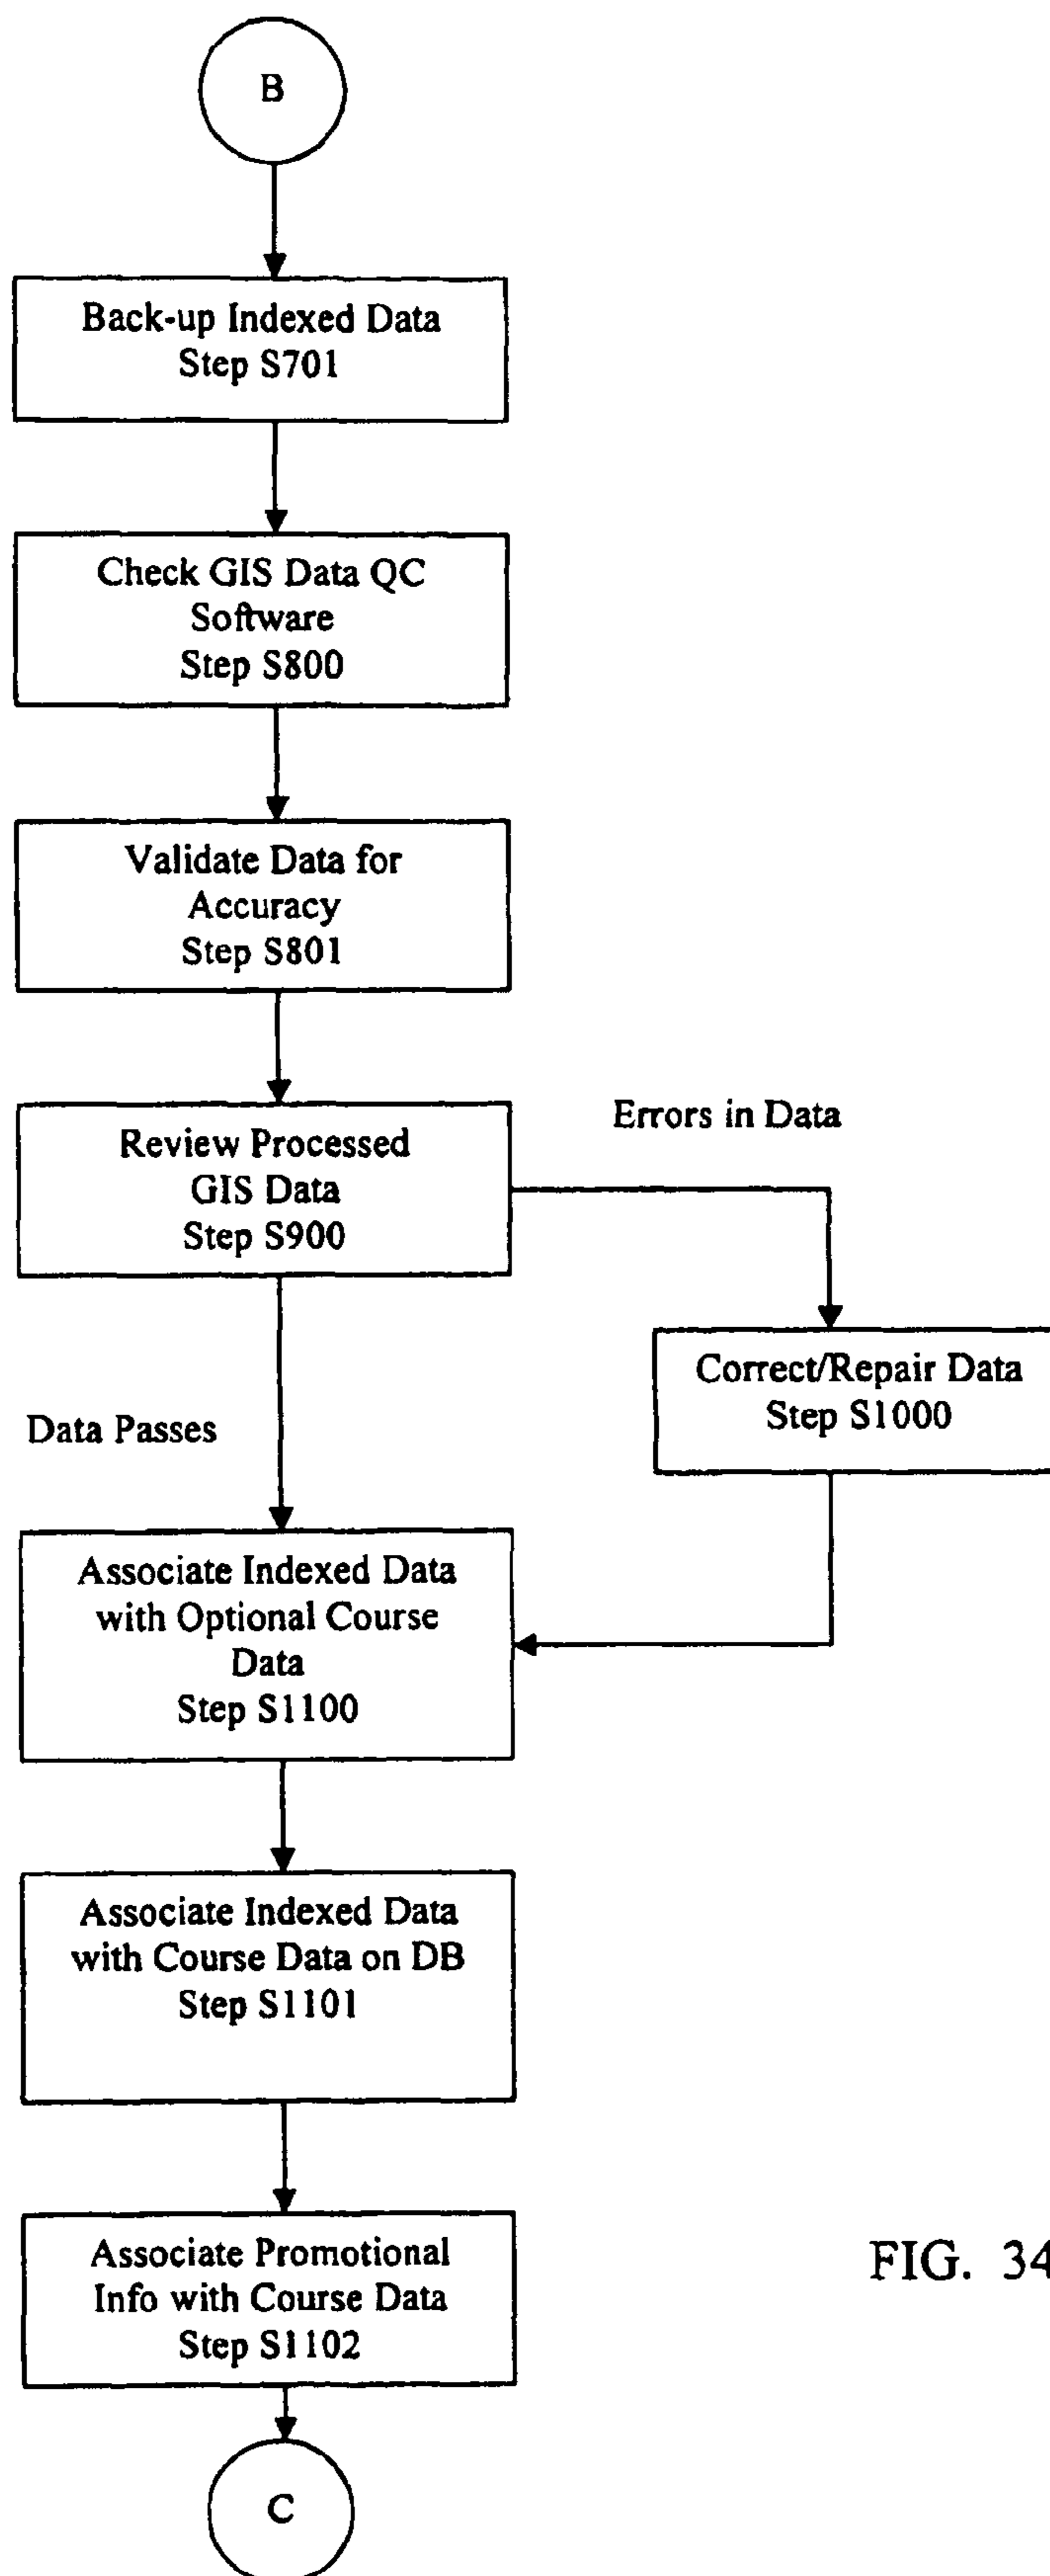 B
Back-up Indexed Data
Step S701
Check GIS Data QC
Software
Step S800
Validate Data for
Accuracy
Step S801
Review Processed
GIS Data
Step S900
Errors in Data
Correct/Repair Data
Step S1000
Data Passes
Associate Indexed Data
with Optional Course
Data
Step S1100
Associate Indexed Data
with Course Data on DB
Step S1101
Associate Promotional
Info with Course Data
Step S1102
FIG. 34
C